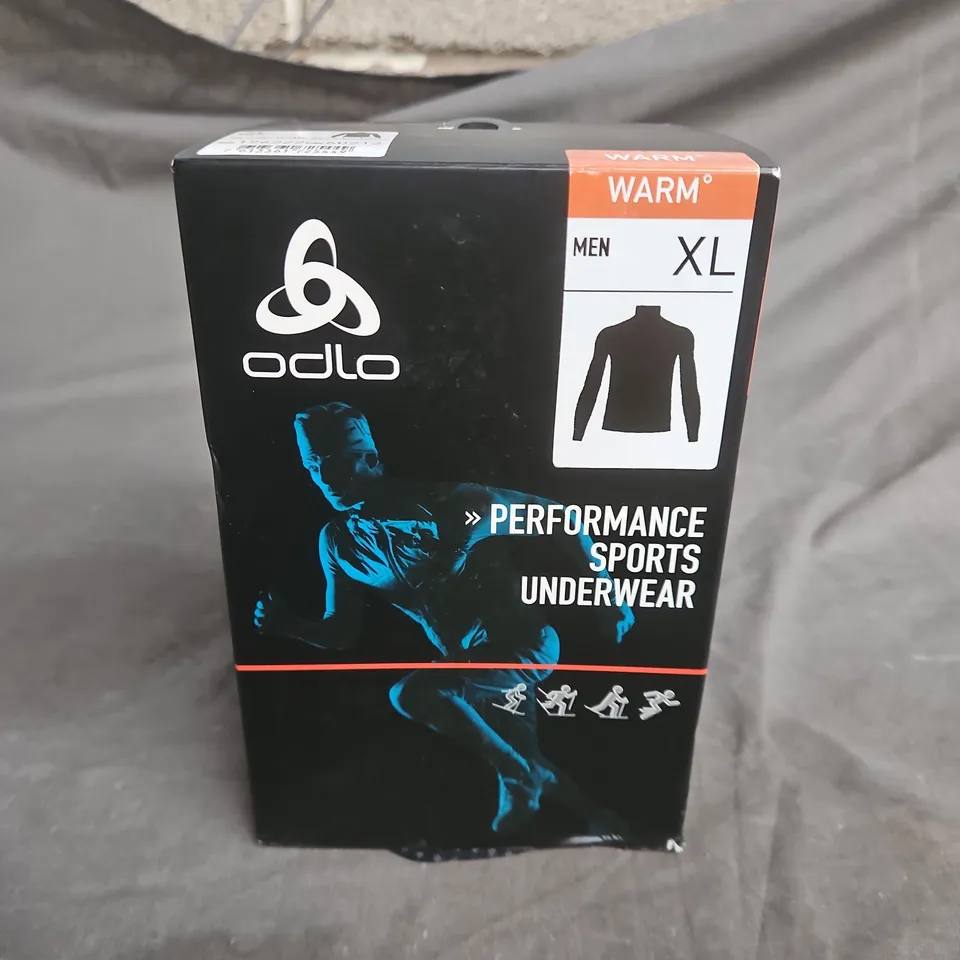 WARM°
WARM°
MEN XL
odlo
» PERFORMANCE
SPORTS
UNDERWEAR